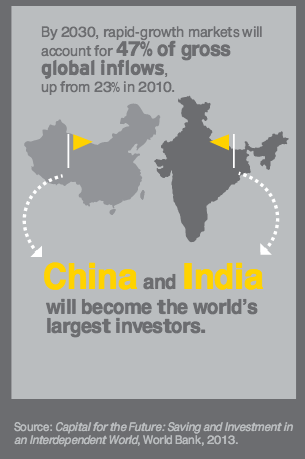 By 2030, rapid-growth markets will
account for 47% of gross
global inflows,
up from 23% in 2010.
China and India
will become the world's
largest investors.
Source: Capital for the Future: Saving and Investment in
an Interdependent World, World Bank, 2013.